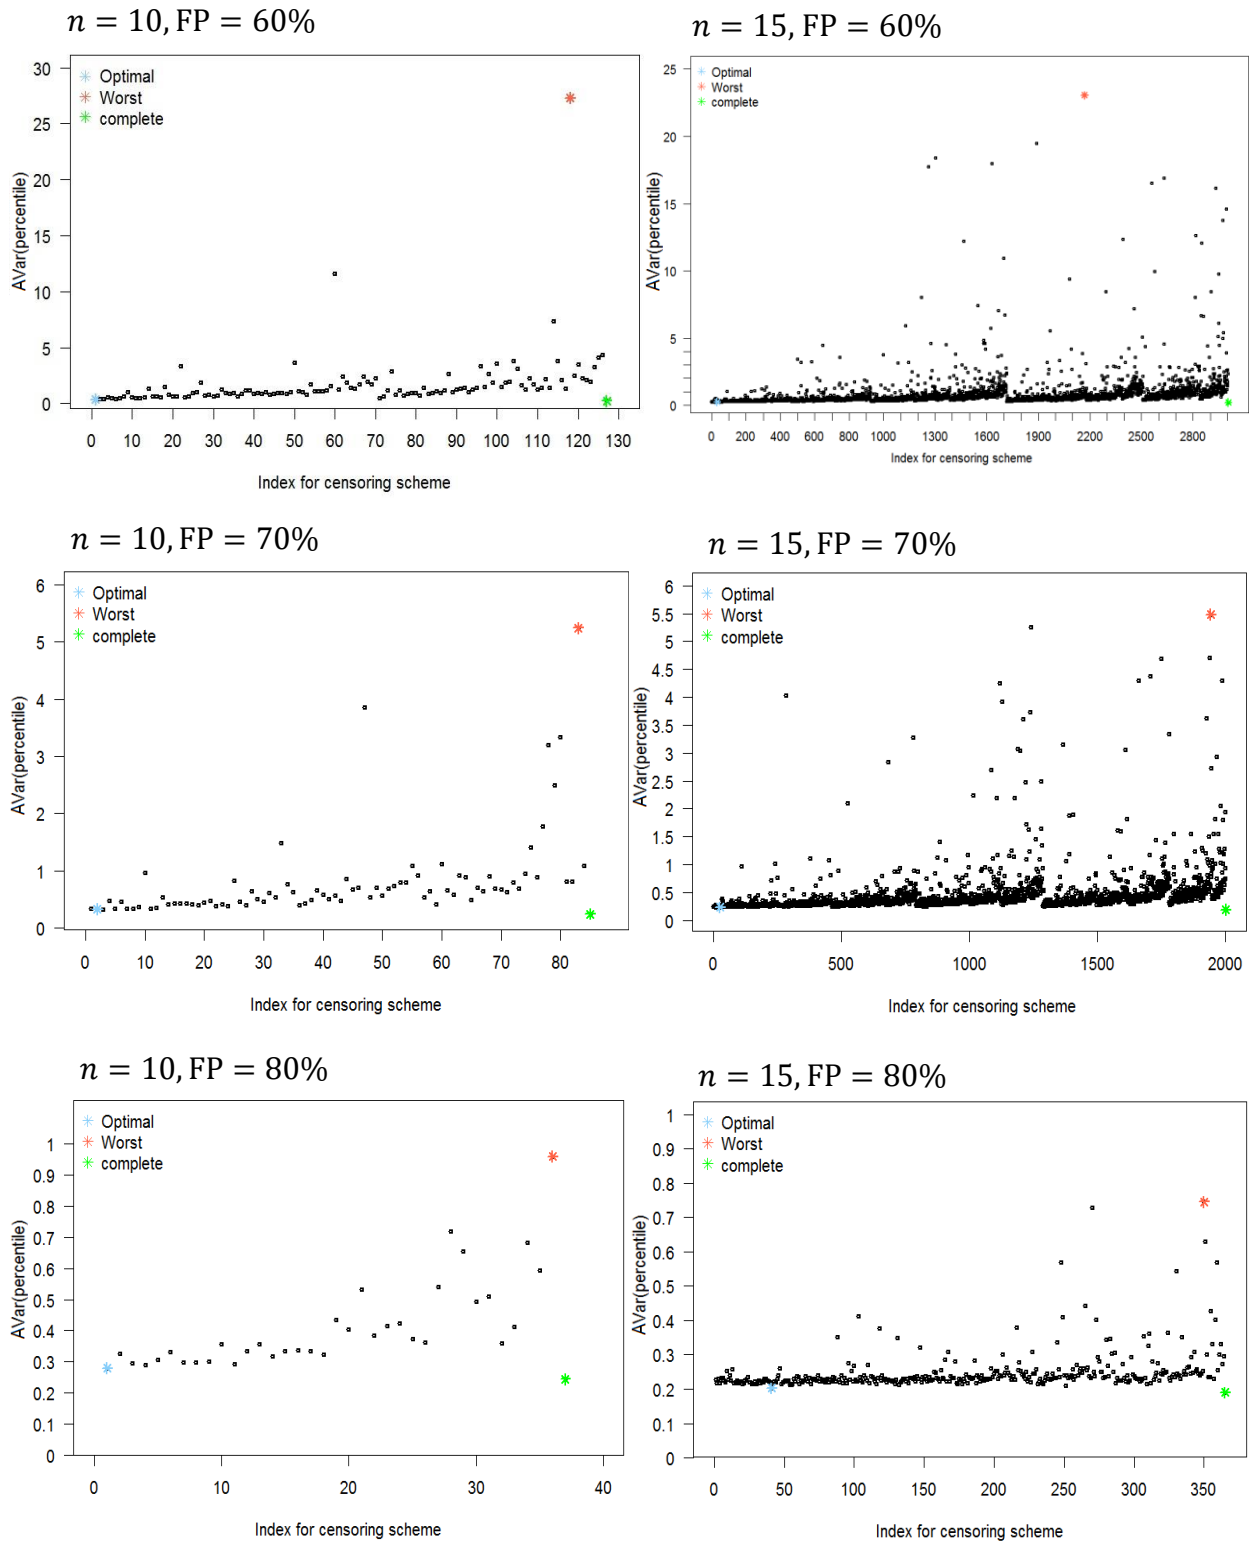 n = 10, FP = 60%
30
25
20
15
10
5
0
AVar(percentile)
Optimal
Worst
complete
0 10 20 30 40 50 60 70 80 90 100 110 120 130
Index for censoring scheme
n = 15, FP = 60%
25
20
15
10
5
0
AVar(percentile)
Optimal
Worst
complete
0 200 400 600 800 1000 1300 1600 1900 2200 2500 2800
Index for censoring scheme
n = 10, FP = 70%
6
5
4
3
2
1
0
AVar(percentile)
Optimal
Worst
complete
0 10 20 30 40 50 60 70 80
Index for censoring scheme
n = 15, FP = 70%
6
5.5
5
4.5
4
3.5
3
2.5
2
1.5
1
0.5
0
AVar(percentile)
Optimal
Worst
complete
0 500 1000 1500 2000
Index for censoring scheme
n = 10, FP = 80%
1
0.9
0.8
0.7
0.6
0.5
0.4
0.3
0.2
0.1
0
AVar(percentile)
Optimal
Worst
complete
0 10 20 30 40
Index for censoring scheme
n = 15, FP = 80%
1
0.9
0.8
0.7
0.6
0.5
0.4
0.3
0.2
0.1
0
AVar(percentile)
Optimal
Worst
complete
0 50 100 150 200 250 300 350
Index for censoring scheme